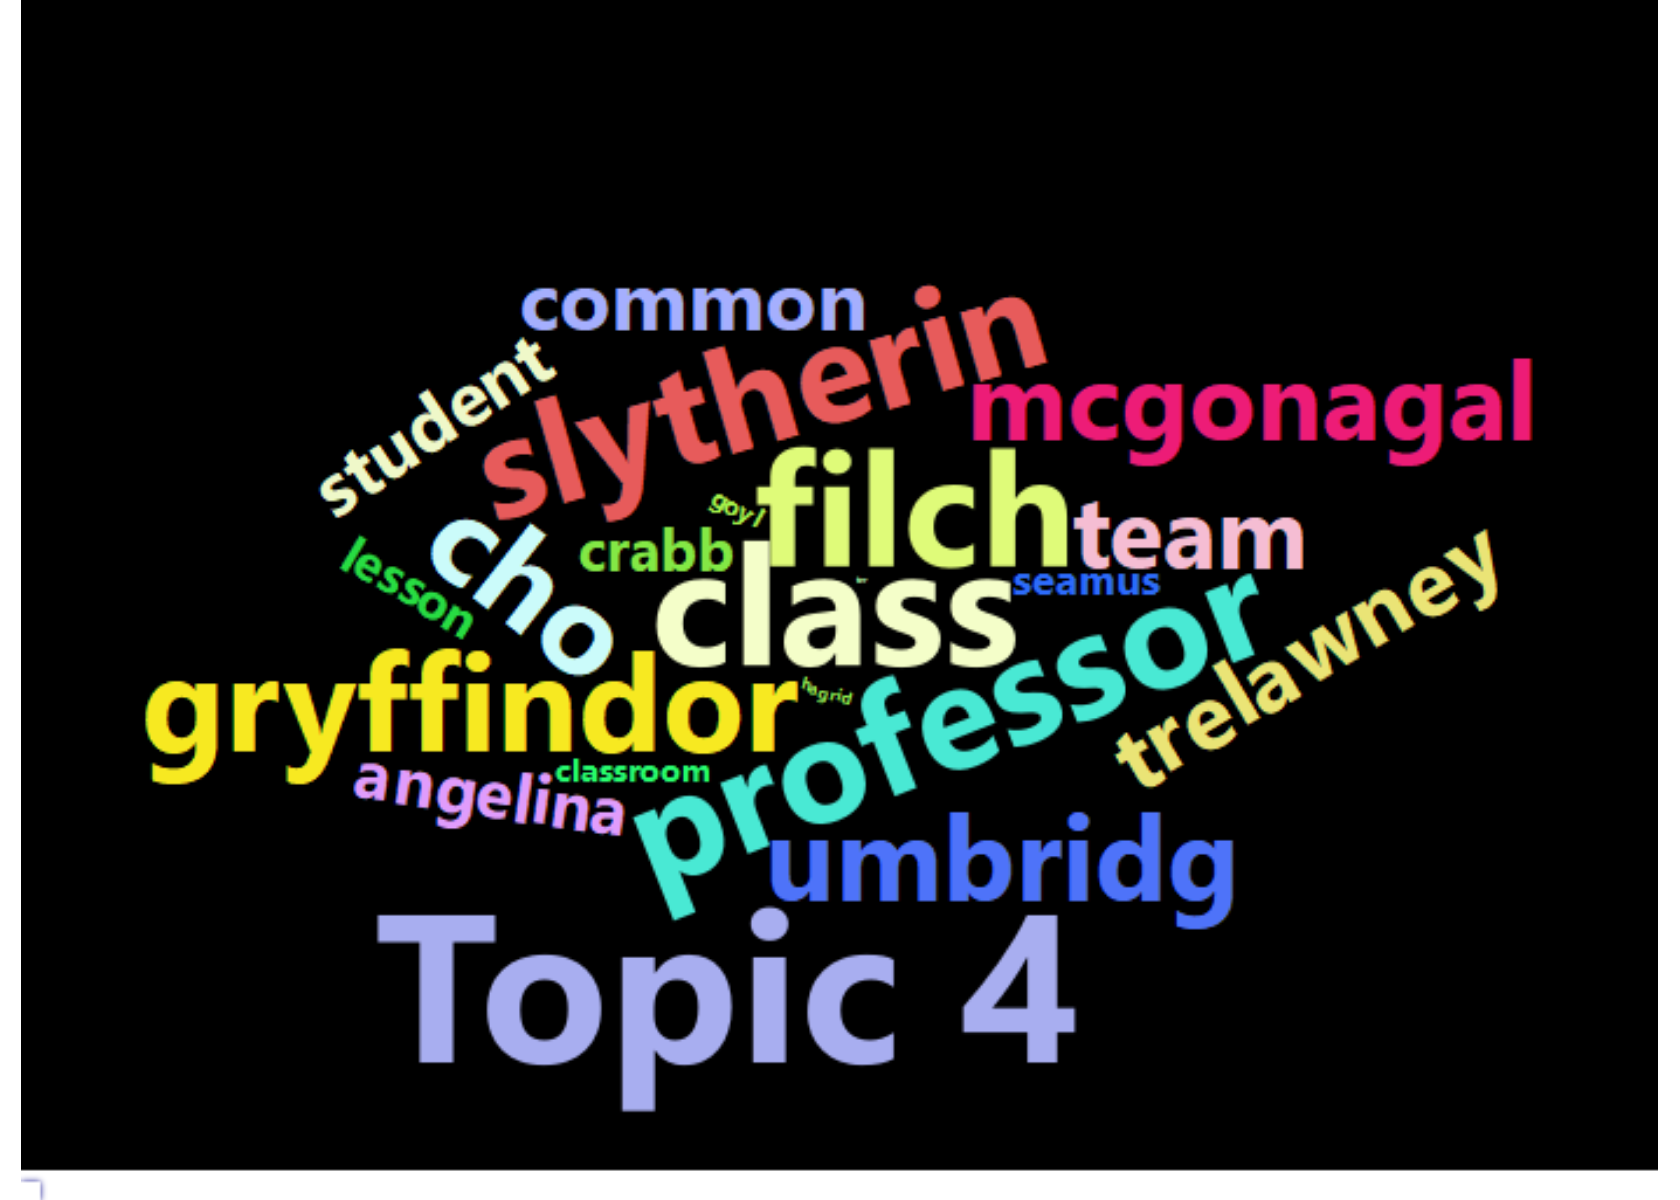 common
slytherin
student
mcgonagal
filch
goyl
team
cho
crabb
class
seamus
lesson
professor
trelawney
gryffindor
hagrid
angelina
classroom
umbridg
Topic 4